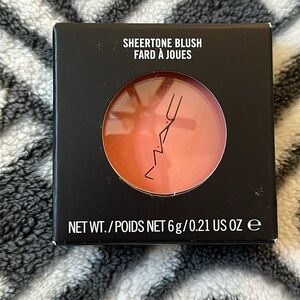 SHEERTONE BLUSH
FARD À JOUES
MAC
NET WT./POIDS NET 6 g/0.21 US OZ ℮